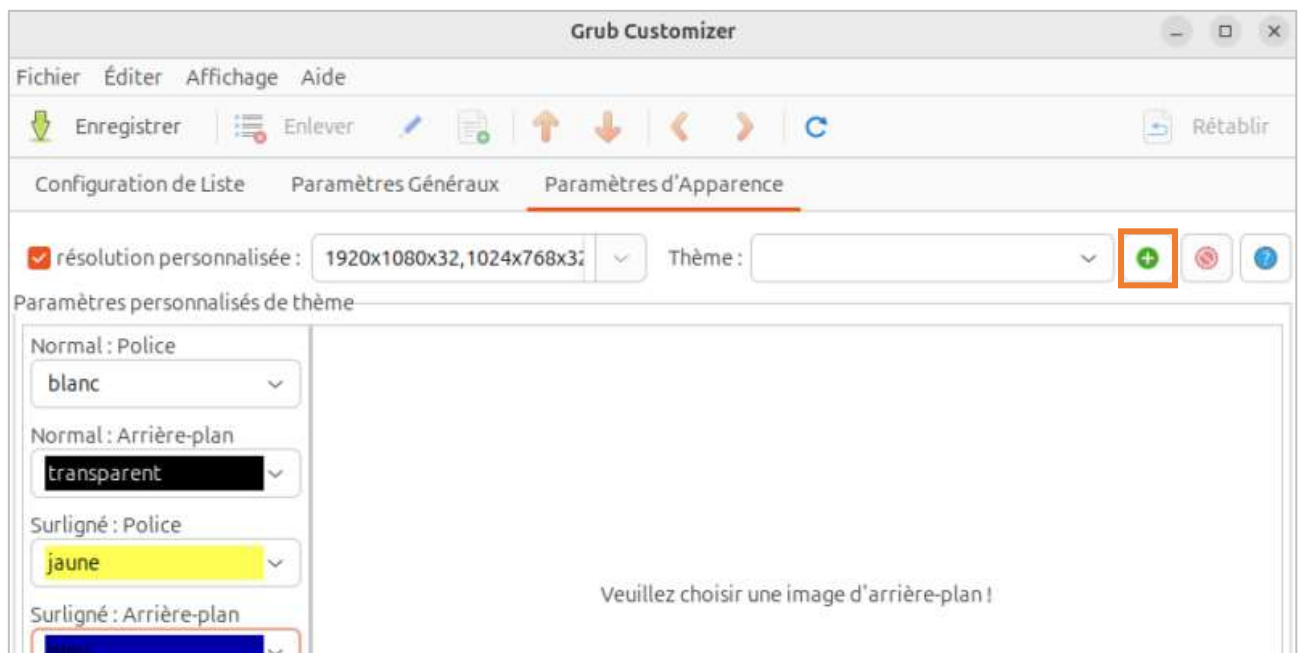 Grub Customizer
Fichier Éditer Affichage Aide
Enregistrer Enlever Rétablir
Configuration de Liste Paramètres Généraux Paramètres d'Apparence
résolution personnalisée : 1920x1080x32,1024x768x32 Thème :
Paramètres personnalisés de thème
Normal : Police
blanc
Normal : Arrière-plan
transparent
Surligné : Police
jaune
Veuillez choisir une image d'arrière-plan !
Surligné : Arrière-plan